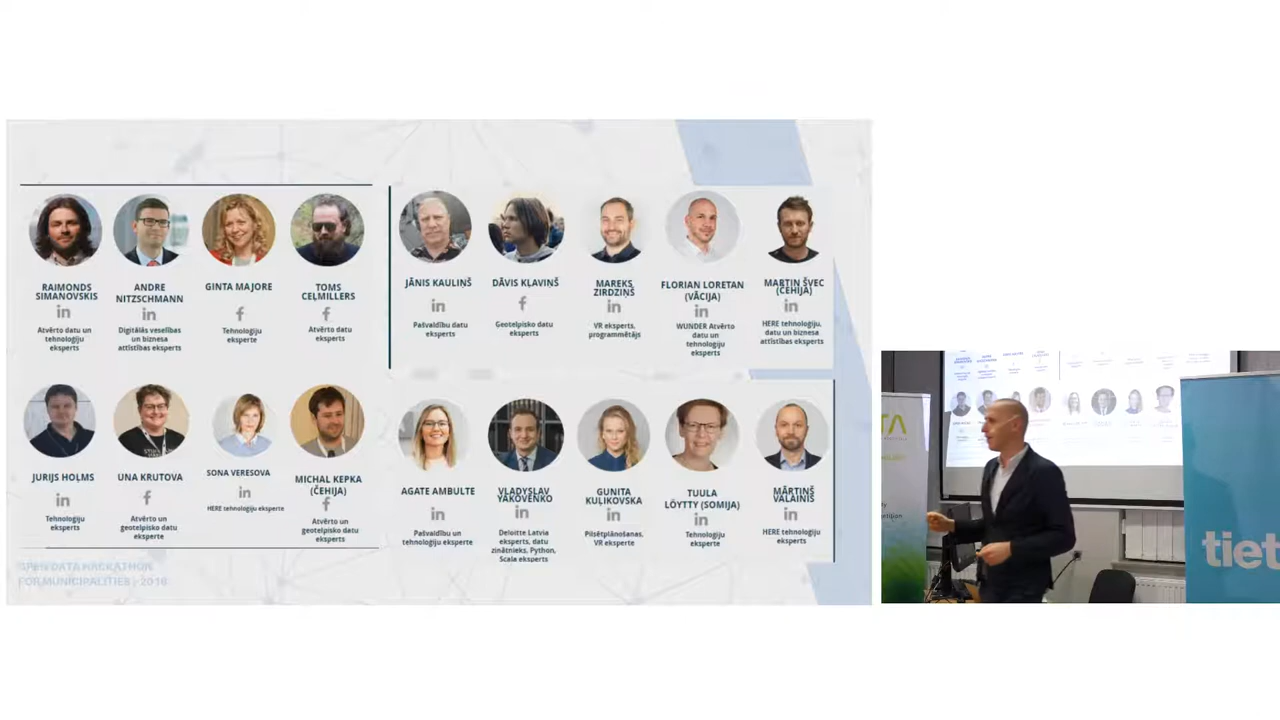 RAIMONDS
SIMANOVSKIS
Atvērto datu un
tehnoloģiju
eksperts
ANDRE
NITZSCHMANN
Digitālās veselības
un biznesa
attīstības eksperts
GINTA MAJORE
Tehnoloģiju
eksperte
TOMS
CEĻMILLERS
Atvērto datu
eksperts
JĀNIS KAULIŅŠ
Pašvaldību datu
eksperts
DĀVIS KĻAVIŅŠ
Ģeotelpisko datu
eksperts
MAREKS
ZIRDZIŅŠ
VR eksperts,
programmētājs
FLORIAN LORETAN
(VĀCIJA)
WUNDER Atvērto
datu un
tehnoloģiju
eksperts
MARTIN ŠVEC
(ČEHIJA)
HERE tehnoloģiju,
datu un biznesa
attīstības eksperts
JURIJS HOĻMS
Tehnoloģiju
eksperts
UNA KRUTOVA
Atvērto un
ģeotelpisko datu
eksperte
SONA VERESOVA
HERE tehnoloģiju eksperte
MICHAL KEPKA
(ČEHIJA)
Atvērto un
ģeotelpisko datu
eksperts
AGATE AMBULTE
Pašvaldību un
tehnoloģiju eksperte
VLADYSLAV
YAKOVENKO
Deloitte Latvia
eksperts, datu
zinātnieks, Python,
Scala eksperts
GUNITA
KUĻIKOVSKA
Pilsētplānošanas,
VR eksperte
TUULA
LÖYTTY (SOMIJA)
Tehnoloģiju
eksperte
MĀRTIŅŠ
VALAINIS
HERE tehnoloģiju
eksperts
OPEN DATA HACKATHON
FOR MUNICIPALITIES - 2018
tiet